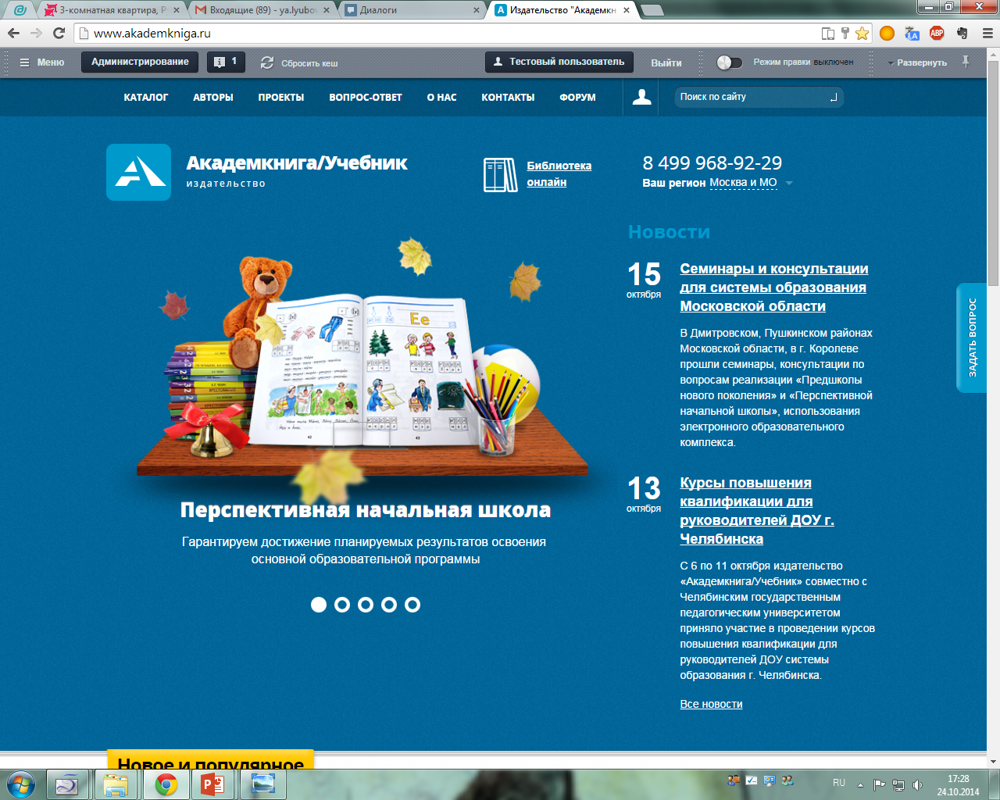 3-комнатная квартира, Р
Входящие (89) - ya.lyubov
Диалоги
Издательство "Академкн
www.akademkniga.ru
ABP
Меню
Администрирование
1
Сбросить кеш
Тестовый пользователь
Выйти
Режим правки выключен
Развернуть
КАТАЛОГ
АВТОРЫ
ПРОЕКТЫ
ВОПРОС-ОТВЕТ
О НАС
КОНТАКТЫ
ФОРУМ
Поиск по сайту
Академкнига/Учебник
издательство
Библиотека
онлайн
8 499 968-92-29
Ваш регион Москва и МО
Ее
42
43
Перспективная начальная школа
Гарантируем достижение планируемых результатов освоения
основной образовательной программы
Новости
15
октября
Семинары и консультации
для системы образования
Московской области
В Дмитровском, Пушкинском районах
Московской области, в г. Королеве
прошли семинары, консультации по
вопросам реализации «Предшколы
нового поколения» и «Перспективной
начальной школы», использования
электронного образовательного
комплекса.
13
октября
Курсы повышения
квалификации для
руководителей ДОУ г.
Челябинска
С 6 по 11 октября издательство
«Академкнига/Учебник» совместно с
Челябинским государственным
педагогическим университетом
приняло участие в проведении курсов
повышения квалификации для
руководителей ДОУ системы
образования г. Челябинска.
Все новости
ЗАДАТЬ ВОПРОС
Новое и популярное
RU
17:28
24.10.2014